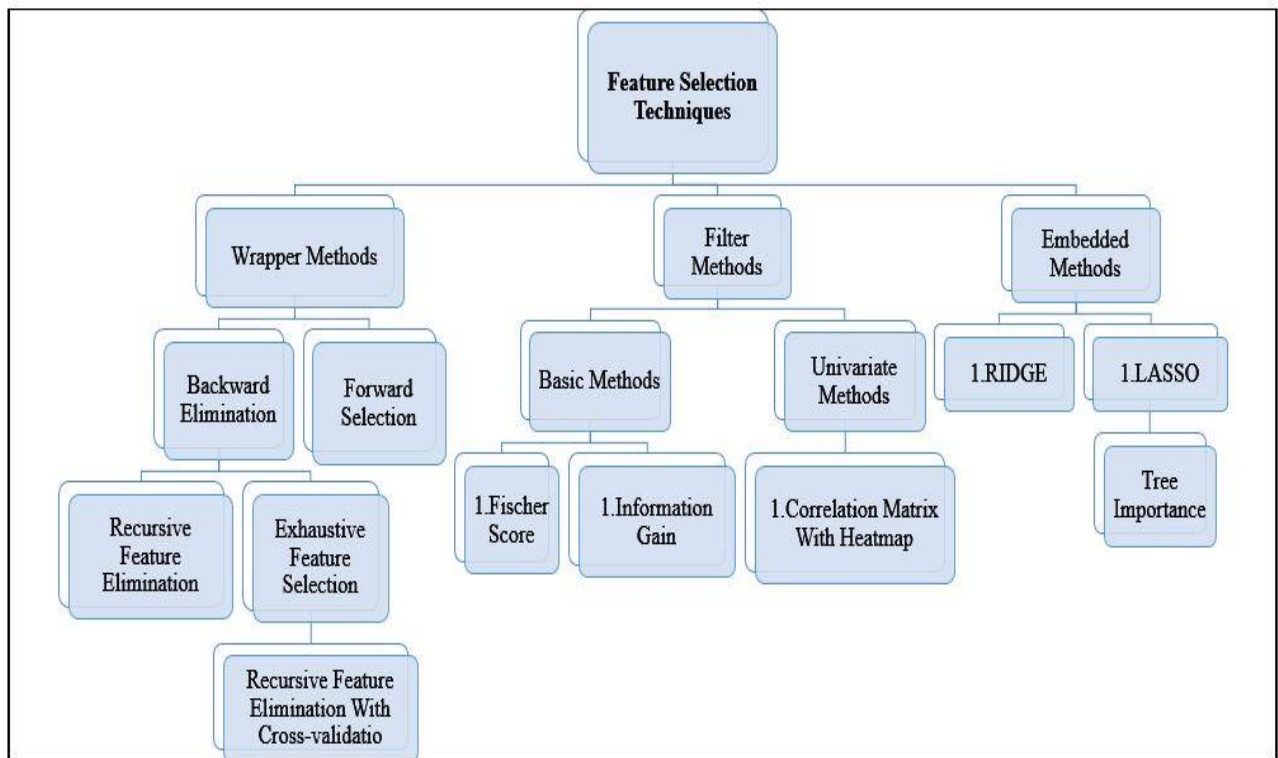 Feature Selection
Techniques
Wrapper Methods
Filter
Methods
Embedded
Methods
Backward
Elimination
Forward
Selection
Basic Methods
Univariate
Methods
1.RIDGE
1.LASSO
Recursive
Feature
Elimination
Exhaustive
Feature
Selection
1.Fischer
Score
1.Information
Gain
1.Correlation Matrix
With Heatmap
Tree
Importance
Recursive Feature
Elimination With
Cross-validatio